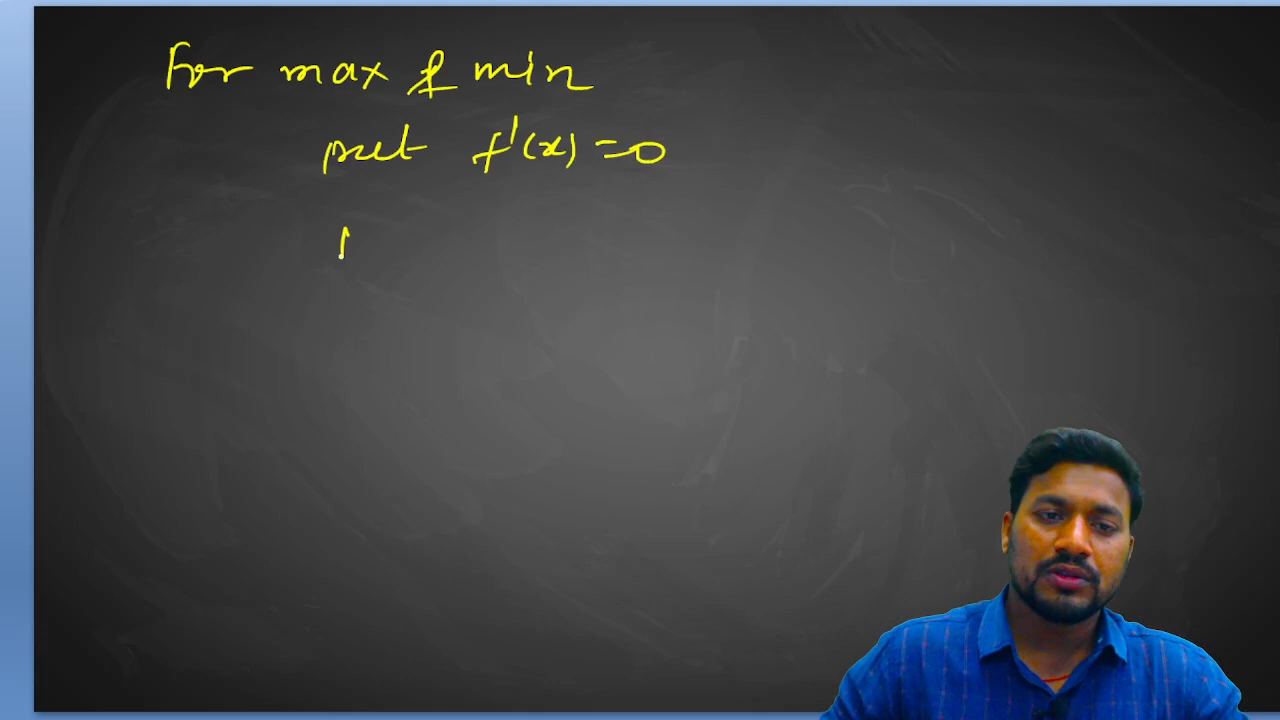 For max & min
put f'(x) = 0